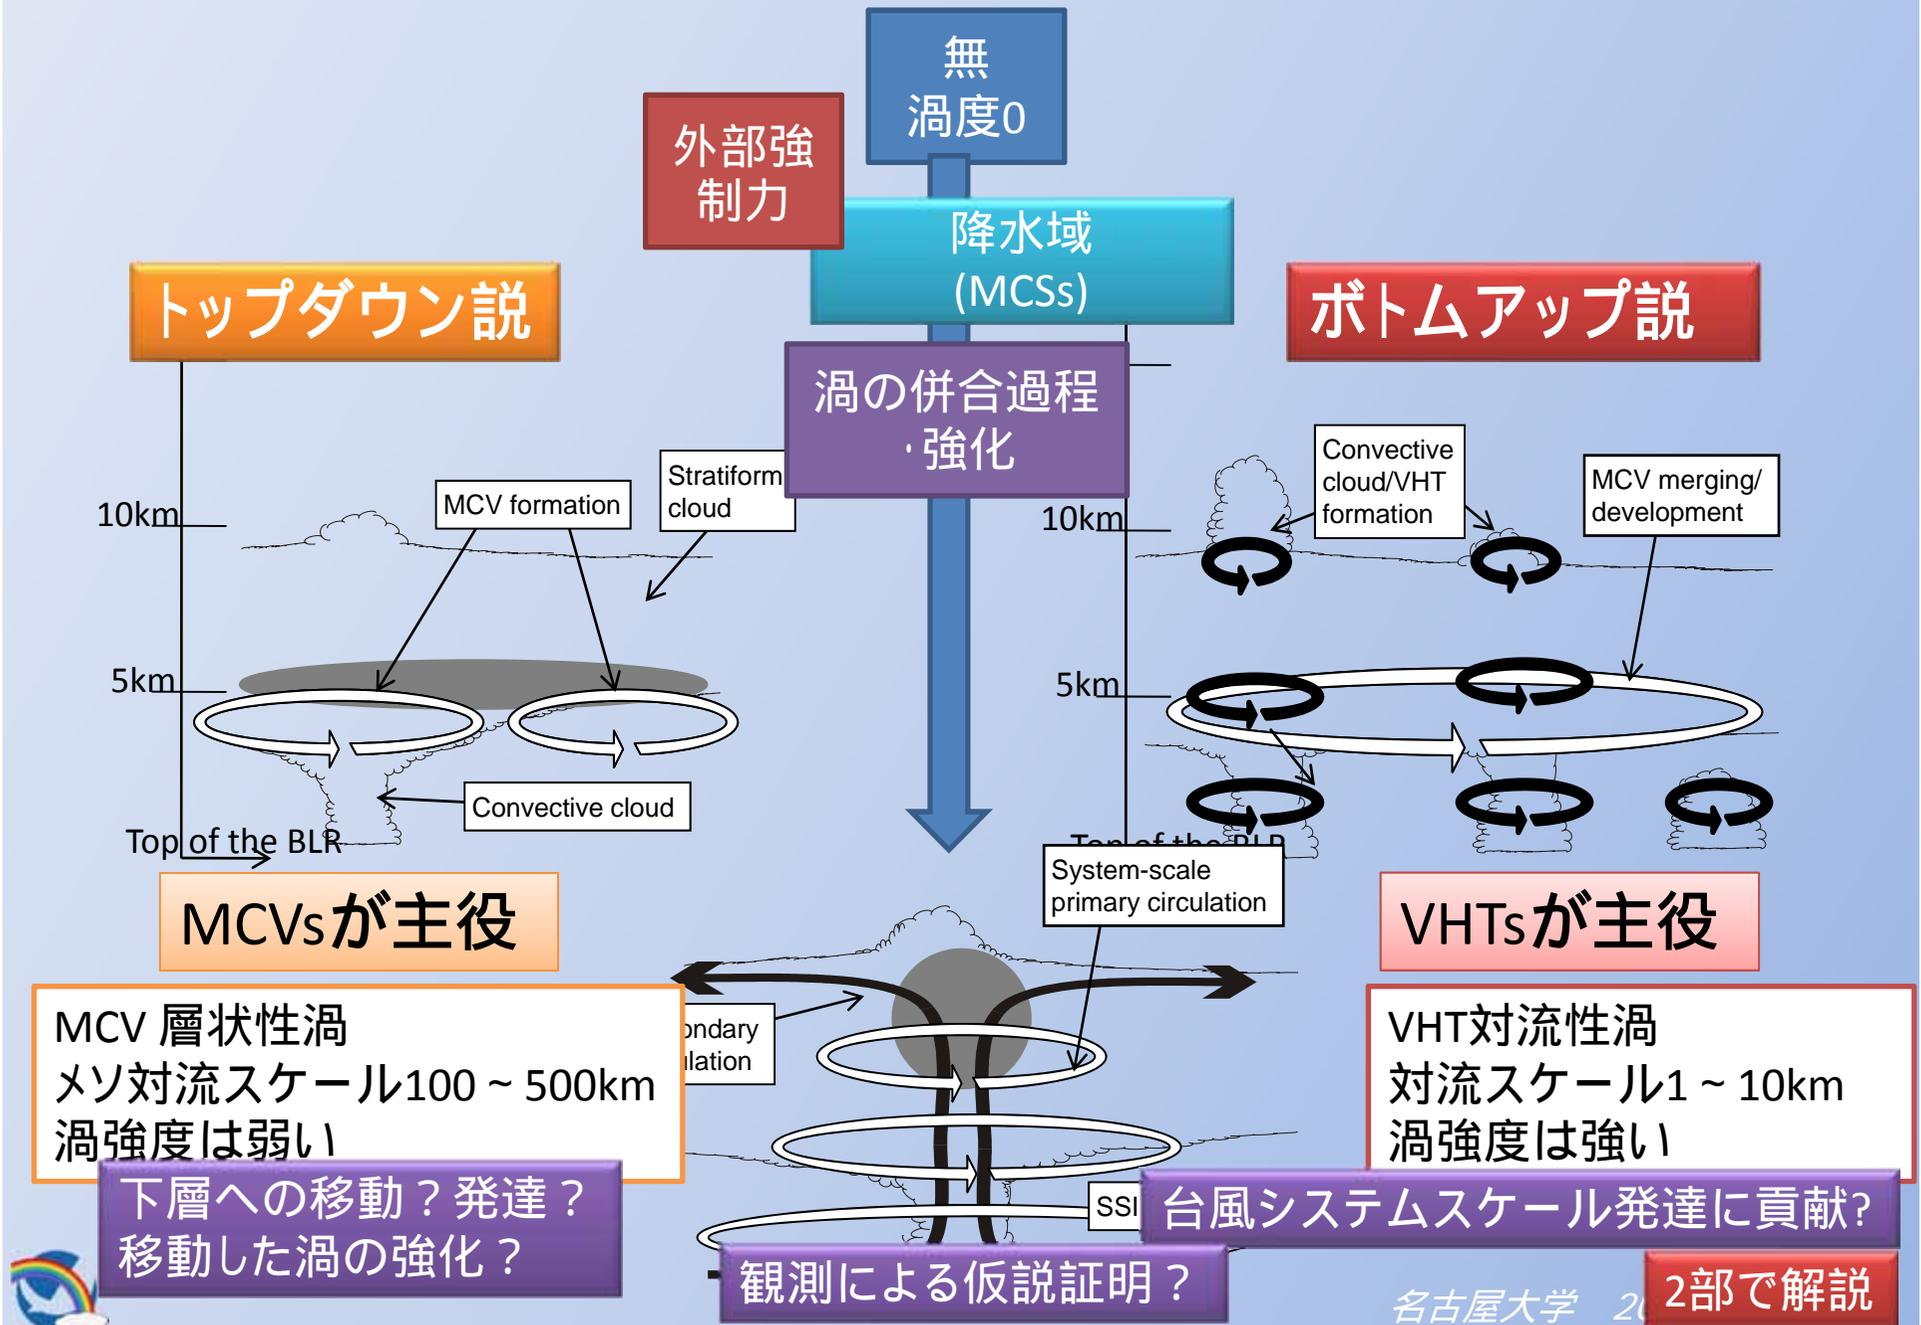 無
渦度0
外部強
制力
降水域
(MCSs)
トップダウン説
ボトムアップ説
渦の併合過程
・強化
MCV formation
Stratiform
cloud
10km
5km
Convective cloud
Top of the BLR
Convective
cloud/VHT
formation
MCV merging/
development
10km
5km
Top of the BLR
System-scale
primary circulation
MCVsが主役
VHTsが主役
MCV 層状性渦
メソ対流スケール100 ~ 500km
渦強度は弱い
ondary
ulation
VHT対流性渦
対流スケール1 ~ 10km
渦強度は強い
下層への移動？発達？
移動した渦の強化？
SSI
台風システムスケール発達に貢献?
観測による仮説証明？
名古屋大学 20
2部で解説